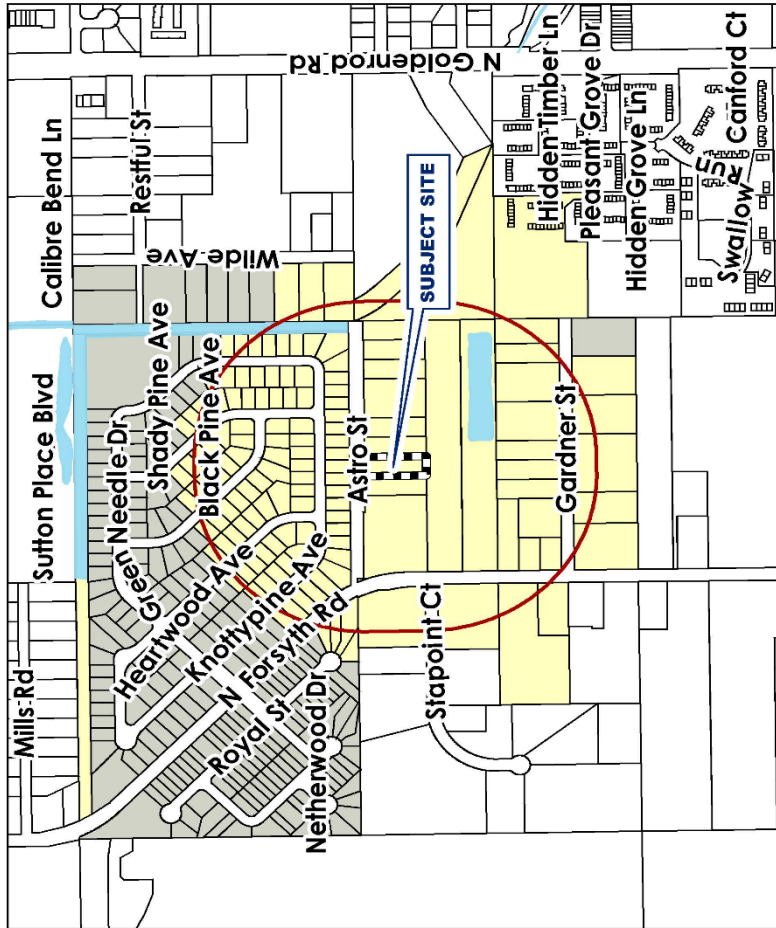 N Goldenrod Rd
Calibre Bend Ln
Restful St
Hidden Timber Ln
Pleasant Grove Dr
Hidden Grove Ln
Canford Ct
Swallow Run
Wilde Ave
SUBJECT SITE
Sutton Place Blvd
Shady Pine Ave
Black Pine Ave
Green Needle Dr
Astro St
Gardner St
Heartwood Ave
Knottypine Ave
N Forsyth Rd
Mills Rd
Royal St
Netherwood Dr
Stapoint Ct